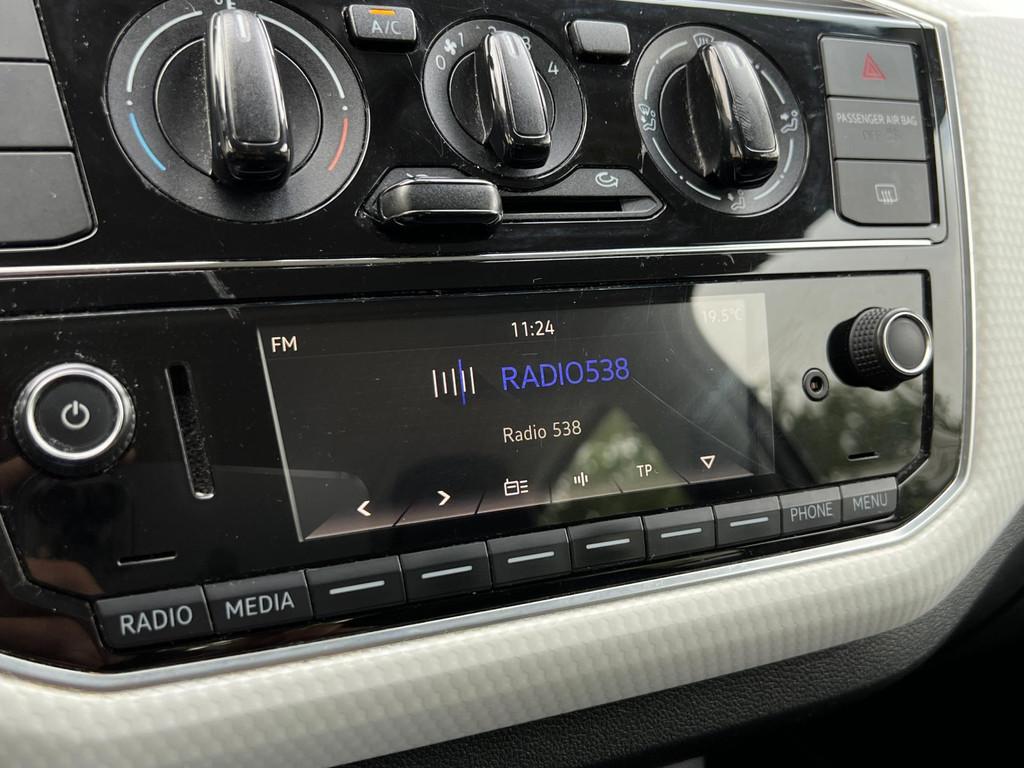 A/C
0 1 2 3 4
PASSENGER AIR BAG
OFF
FM
11:24
19.5°C
RADIO538
Radio 538
TP
RADIO
MEDIA
PHONE
MENU